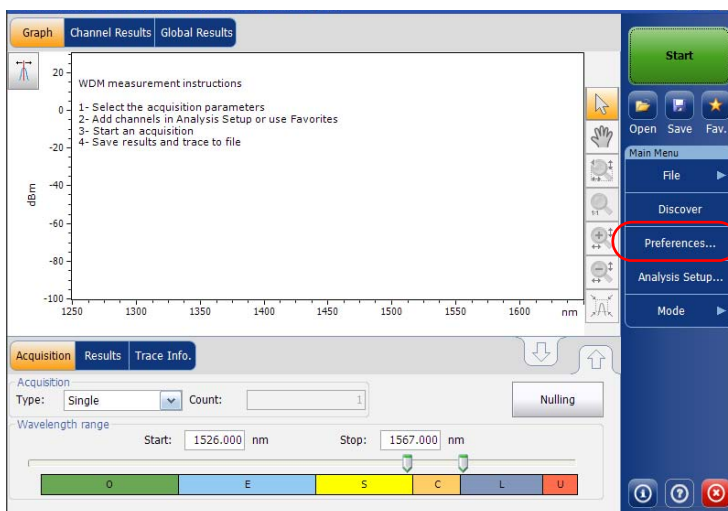 Graph Channel Results Global Results
Start
Open Save Fav.
Main Menu
File
Discover
Preferences...
Analysis Setup...
Mode
WDM measurement instructions
1- Select the acquisition parameters
2- Add channels in Analysis Setup or use Favorites
3- Start an acquisition
4- Save results and trace to file
dBm
20
0
-20
-40
-60
-80
-100
1250 1300 1350 1400 1450 1500 1550 1600 nm
1:1
Acquisition Results Trace Info.
Acquisition
Type: Single Count: 1
Nulling
Wavelength range
Start: 1526.000 nm Stop: 1567.000 nm
O E S C L U